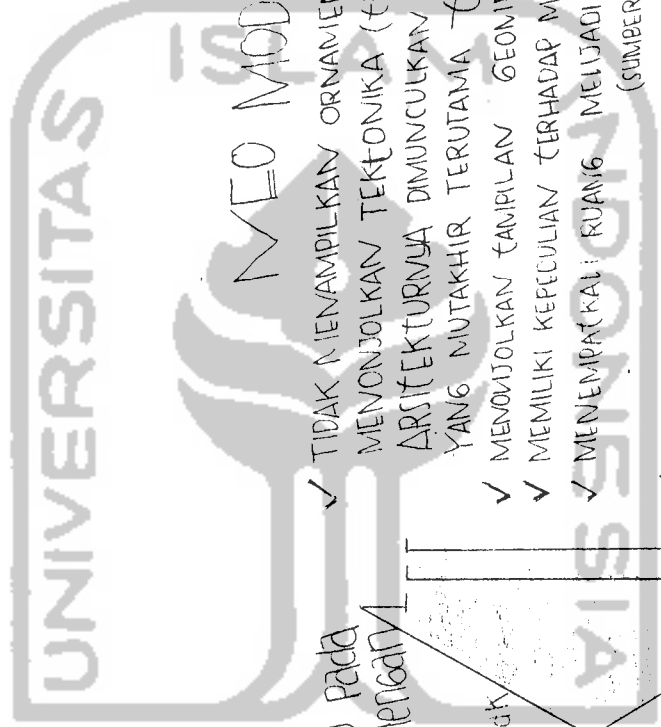 UNIVERSITAS
ISLAM
INDONESIA
NEO MOD
✓ TIDAK MENAMPILKAN ORNAMEN
MENONJOLKAN TEKTONIKA
ARSITEKTURNYA DIMUNCULKAN
YANG MUTAKHIR TERUTAMA
✓ MENONJOLKAN TAMPILAN GEOM
✓ MEMILIKI KEPEDULIAN TERHADAP M
✓ MENEMPATKAN RUANG MENJADI
(SUMBER
Pada
dengan